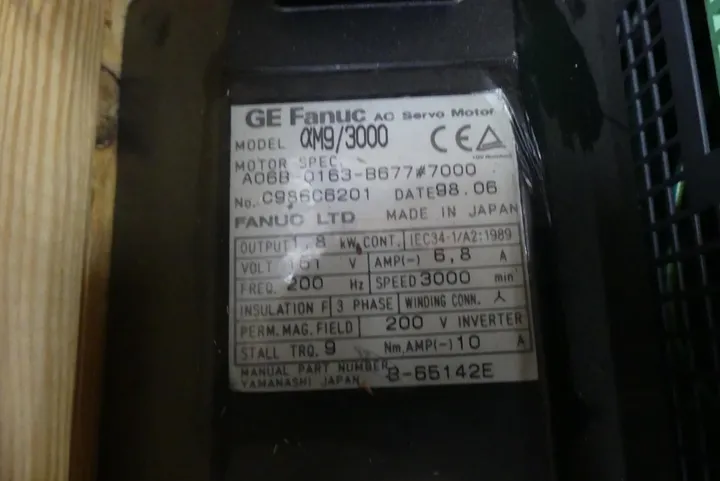 GE Fanuc AC Servo Motor
MODEL αM9/3000
MOTOR SPEC.
A06B-0163-B677#7000
No. C986C6201 DATE 98.06
FANUC LTD MADE IN JAPAN
OUTPUT 1,8 kW, CONT. IEC34-1/A2:1989
VOLT 161 V AMP(~) 6,8 A
FREQ. 200 Hz SPEED 3000 min⁻¹
INSULATION F 3 PHASE WINDING CONN. ⅄
PERM. MAG. FIELD 200 V INVERTER
STALL TRQ. 9 Nm, AMP(~) 10 A
MANUAL PART NUMBER B-65142E
YAMANASHI JAPAN
CE